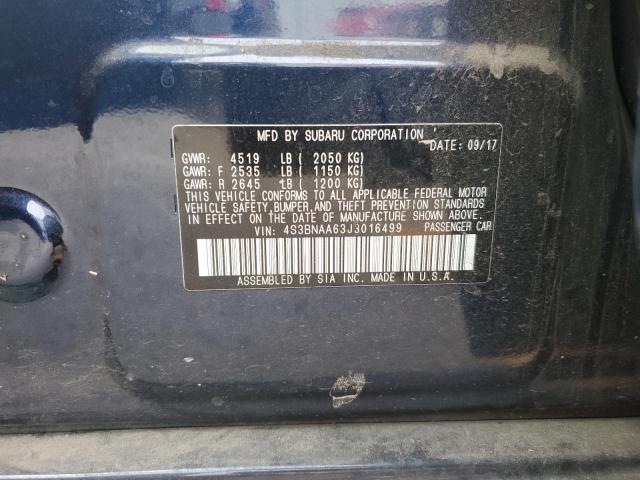 MFD BY SUBARU CORPORATION DATE: 09/17
GVWR: 4519 LB ( 2050 KG)
GAWR: F 2535 LB ( 1150 KG)
GAWR: R 2645 LB ( 1200 KG)
THIS VEHICLE CONFORMS TO ALL APPLICABLE FEDERAL MOTOR
VEHICLE SAFETY,BUMPER,AND THEFT PREVENTION STANDARDS
IN EFFECT ON THE DATE OF MANUFACTURE SHOWN ABOVE.
VIN: 4S3BNAA63J3016499 PASSENGER CAR
ASSEMBLED BY SIA INC. MADE IN U.S.A.